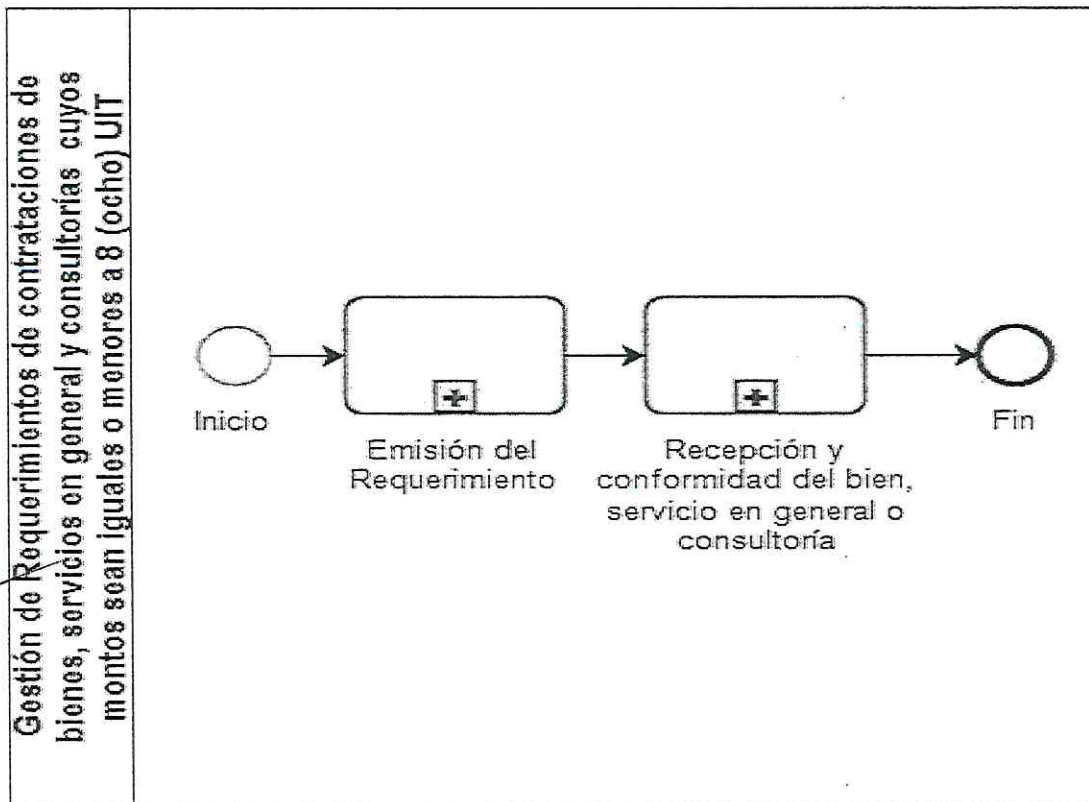 Gestión de Requerimientos de contrataciones de
bienes, servicios en general y consultorías cuyos
montos sean iguales o menores a 8 (ocho) UIT
Inicio
Emisión del
Requerimiento
Recepción y
conformidad del bien,
servicio en general o
consultoría
Fin